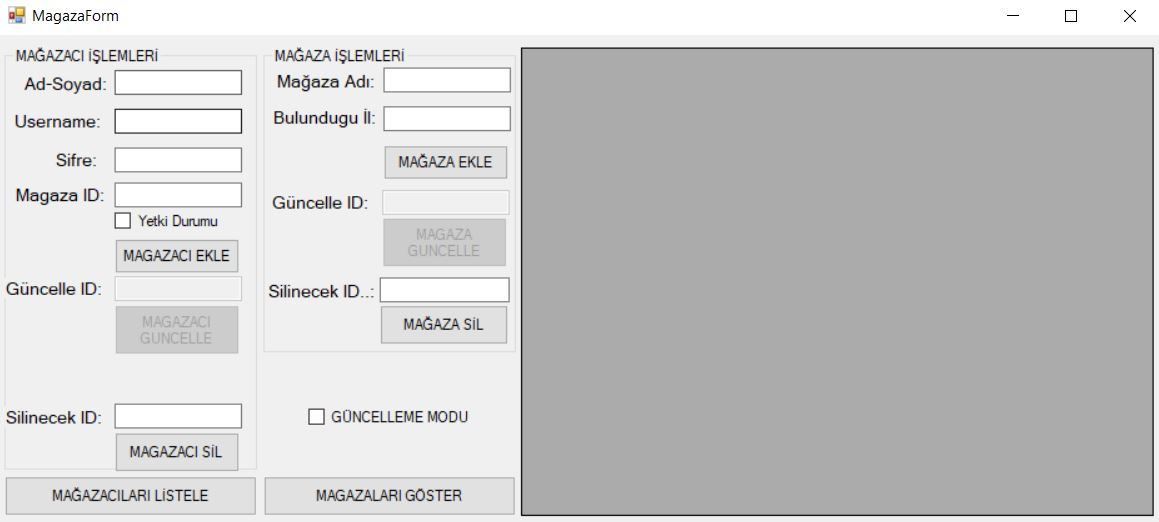 MagazaForm
MAĞAZACI İŞLEMLERİ
Ad-Soyad:
Username:
Sifre:
Magaza ID:
Yetki Durumu
MAGAZACI EKLE
Güncelle ID:
MAGAZACI
GUNCELLE
Silinecek ID:
MAGAZACI SİL
MAĞAZACILARI LİSTELE
MAĞAZA İŞLEMLERİ
Mağaza Adı:
Bulundugu İl:
MAĞAZA EKLE
Güncelle ID:
MAGAZA
GUNCELLE
Silinecek ID..:
MAĞAZA SİL
GÜNCELLEME MODU
MAGAZALARI GÖSTER